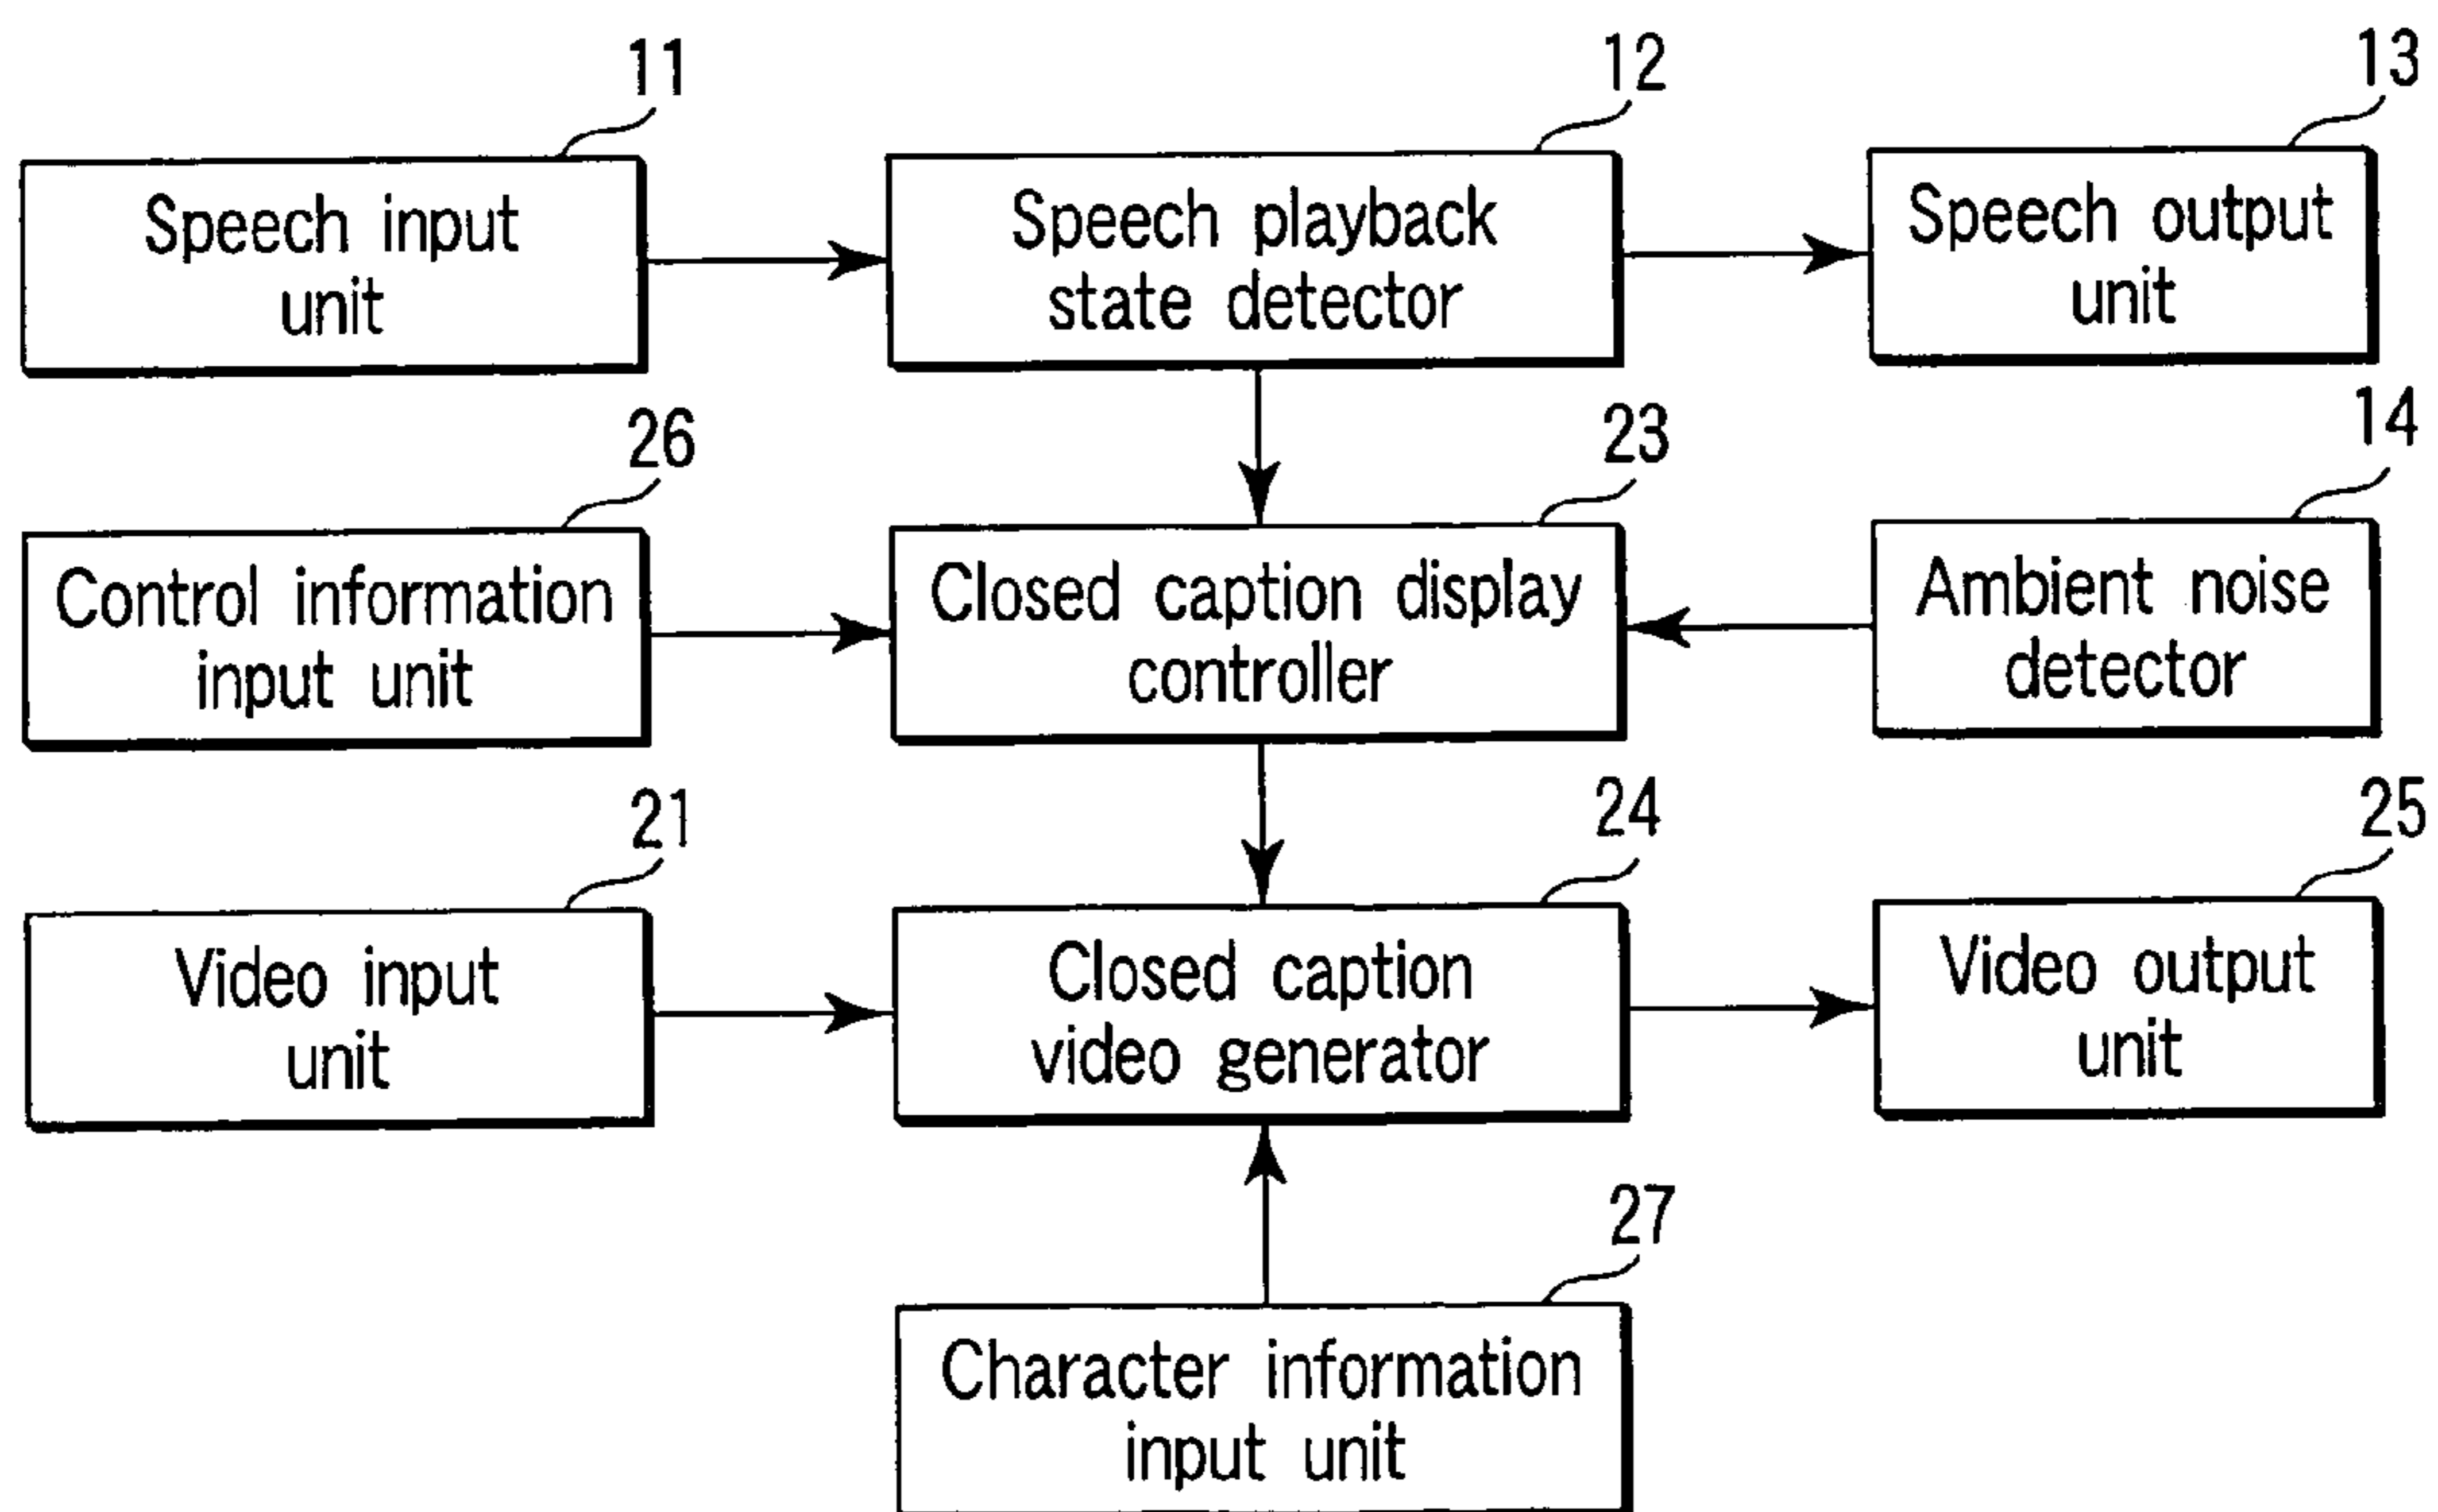 11
12
13
Speech input
unit
Speech playback
state detector
Speech output
unit
26
23
14
Control information
input unit
Closed caption display
controller
Ambient noise
detector
21
24
25
Video input
unit
Closed caption
video generator
Video output
unit
27
Character information
input unit